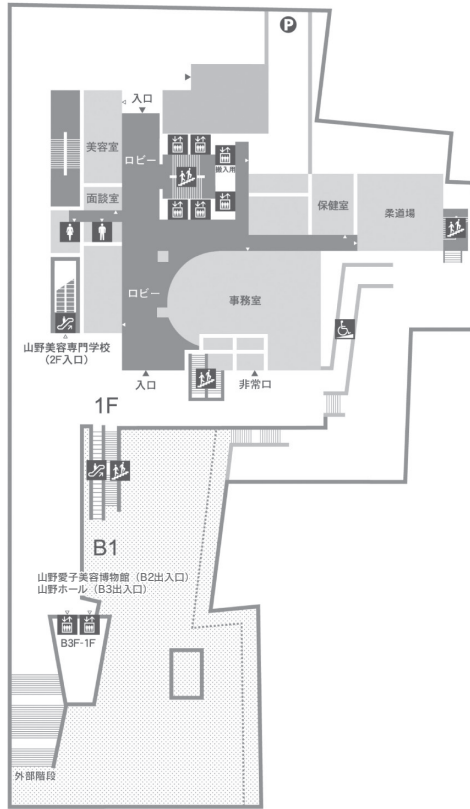 P
入口
美容室
ロビー
搬入用
面談室
保健室
柔道場
ロビー
事務室
山野美容専門学校
(2F入口)
入口
非常口
1F
B1
山野愛子美容博物館(B2出入口)
山野ホール(B3出入口)
B3F-1F
外部階段